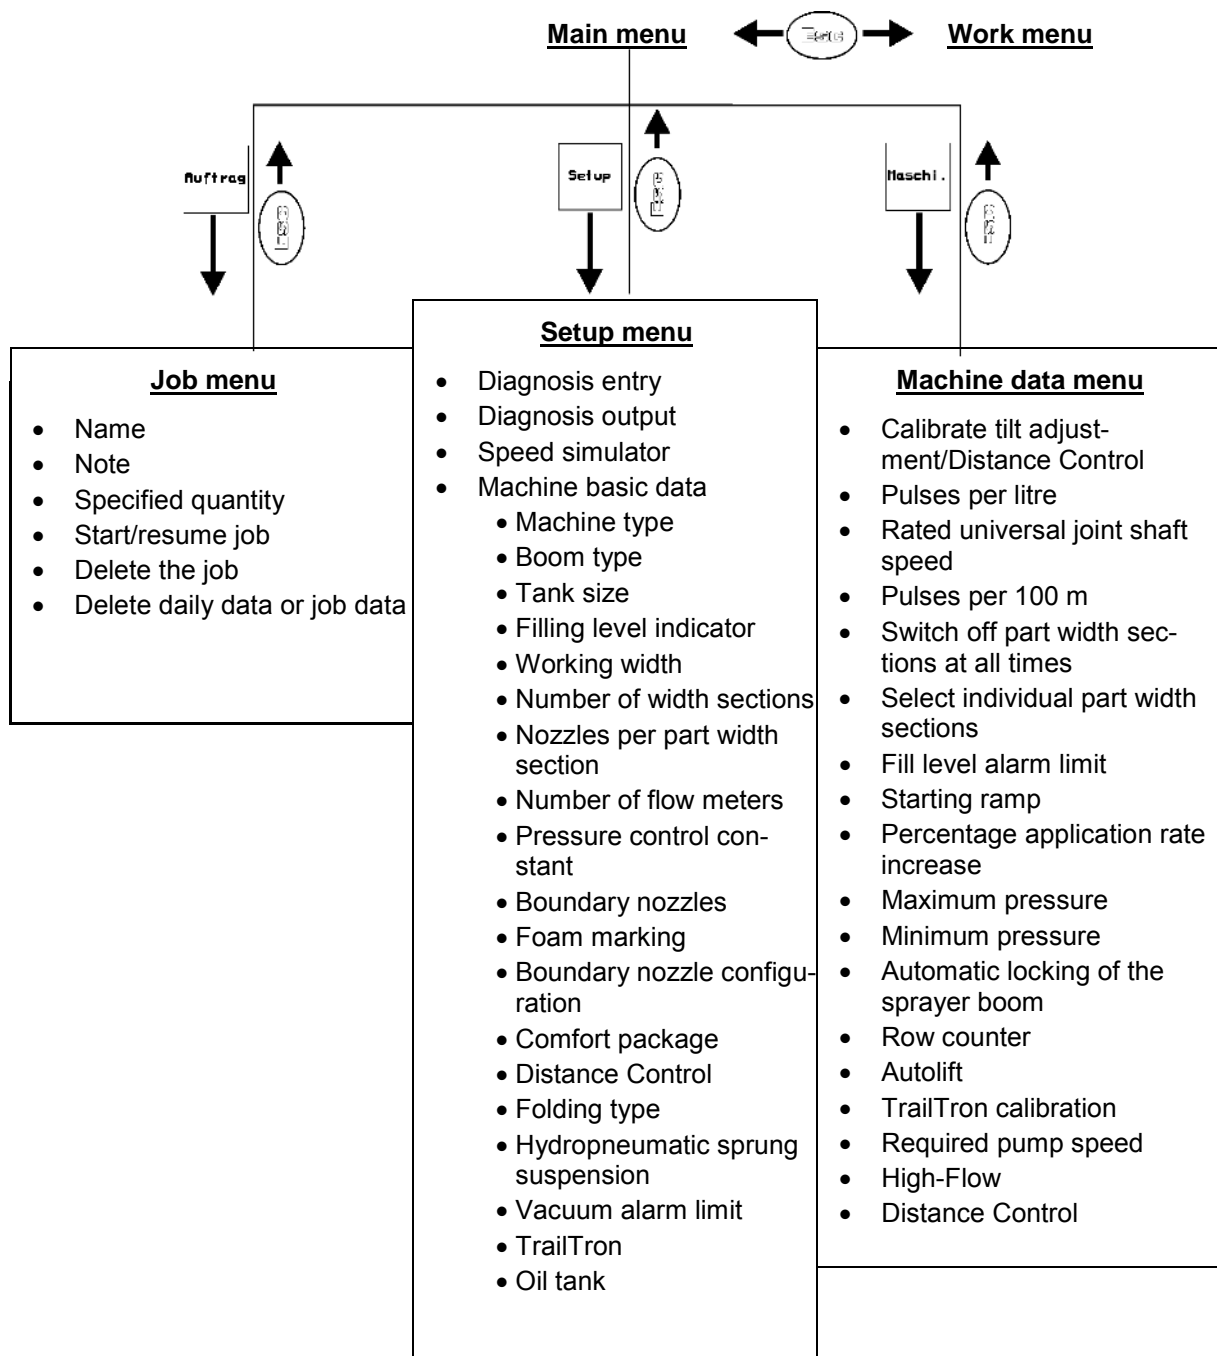 Main menu
Esc
Work menu
Auftrag
Esc
Setup
Esc
Maschi.
Esc
Job menu
• Name
• Note
• Specified quantity
• Start/resume job
• Delete the job
• Delete daily data or job data
Setup menu
• Diagnosis entry
• Diagnosis output
• Speed simulator
• Machine basic data
• Machine type
• Boom type
• Tank size
• Filling level indicator
• Working width
• Number of width sections
• Nozzles per part width
section
• Number of flow meters
• Pressure control con-
stant
• Boundary nozzles
• Foam marking
• Boundary nozzle configu-
ration
• Comfort package
• Distance Control
• Folding type
• Hydropneumatic sprung
suspension
• Vacuum alarm limit
• TrailTron
• Oil tank
Machine data menu
• Calibrate tilt adjust-
ment/Distance Control
• Pulses per litre
• Rated universal joint shaft
speed
• Pulses per 100 m
• Switch off part width sec-
tions at all times
• Select individual part width
sections
• Fill level alarm limit
• Starting ramp
• Percentage application rate
increase
• Maximum pressure
• Minimum pressure
• Automatic locking of the
sprayer boom
• Row counter
• Autolift
• TrailTron calibration
• Required pump speed
• High-Flow
• Distance Control